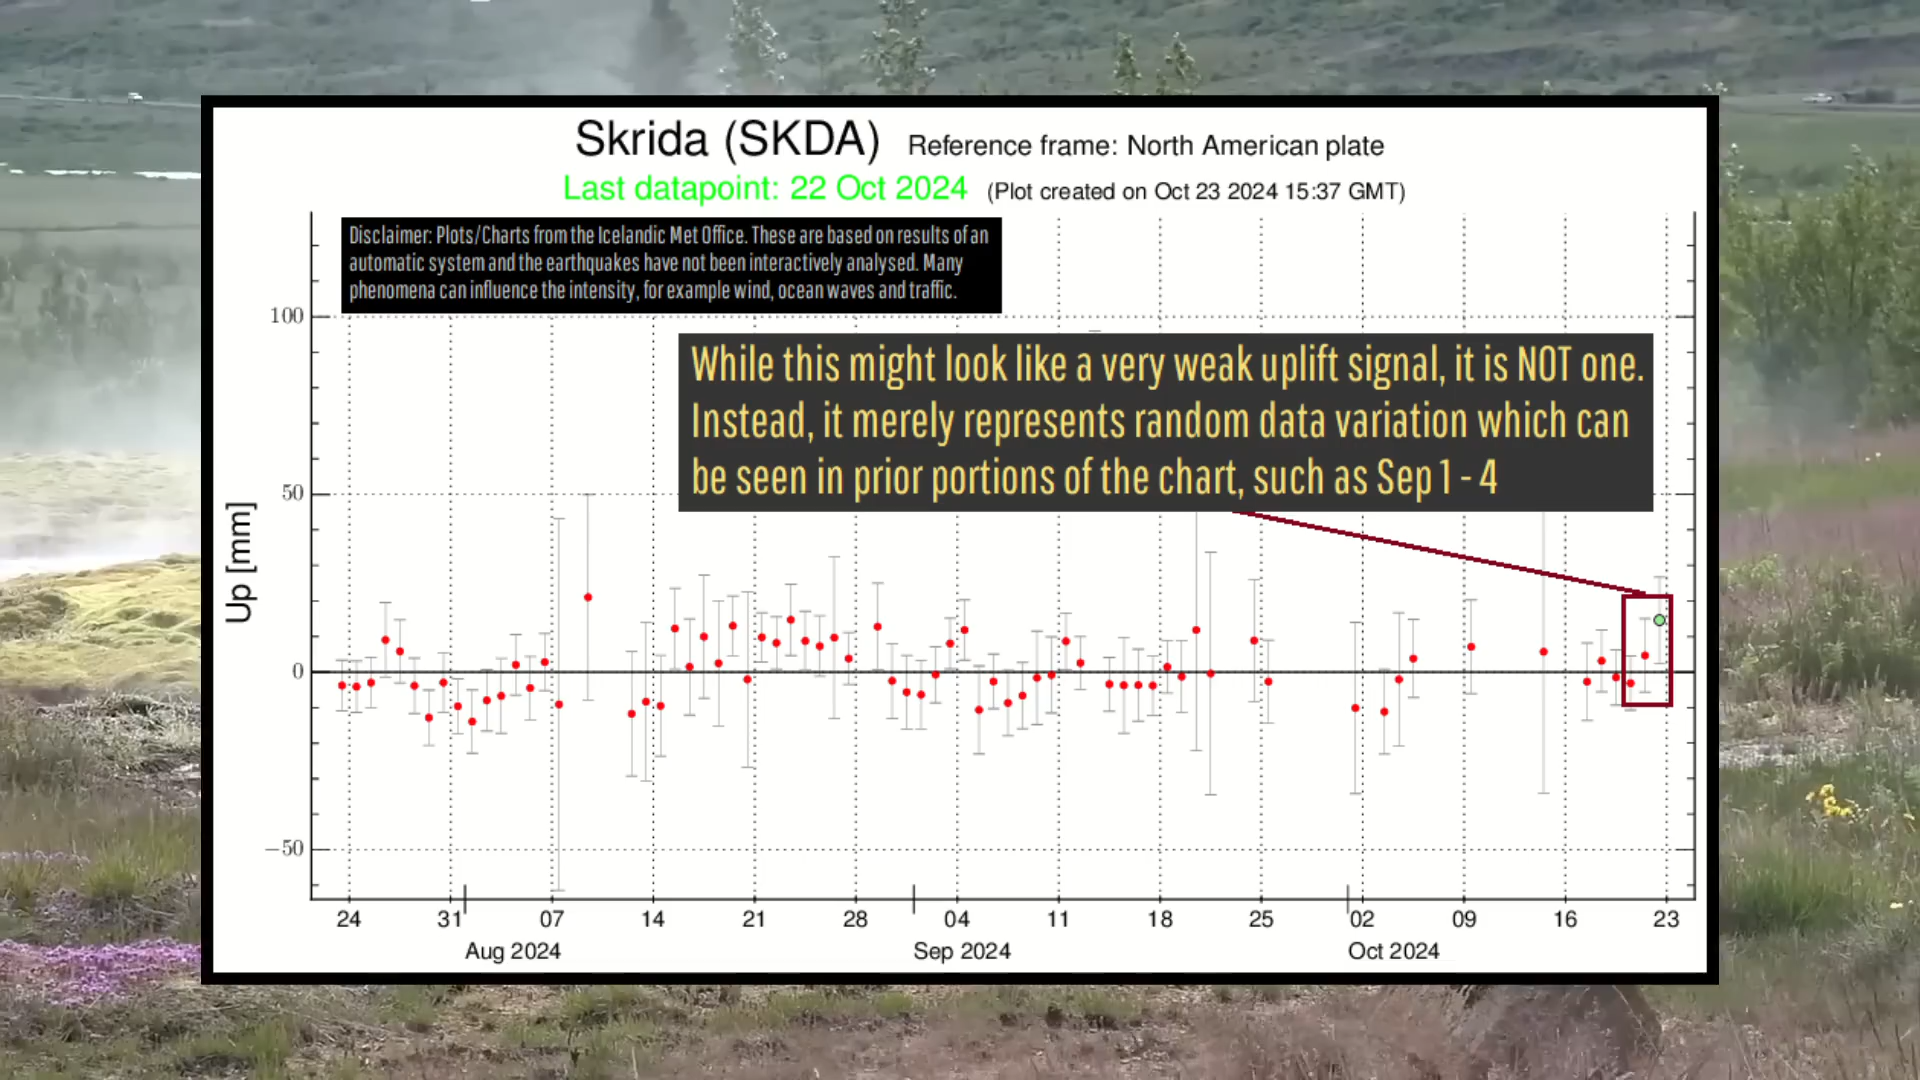 Skrida (SKDA) Reference frame: North American plate
Last datapoint: 22 Oct 2024 (Plot created on Oct 23 2024 15:37 GMT)
Disclaimer: Plots/Charts from the Icelandic Met Office. These are based on results of an
automatic system and the earthquakes have not been interactively analysed. Many
phenomena can influence the intensity, for example wind, ocean waves and traffic.
While this might look like a very weak uplift signal, it is NOT one.
Instead, it merely represents random data variation which can
be seen in prior portions of the chart, such as Sep 1 - 4
Up [mm]
100
50
0
−50
24 31 07 14 21 28 04 11 18 25 02 09 16 23
Aug 2024 Sep 2024 Oct 2024